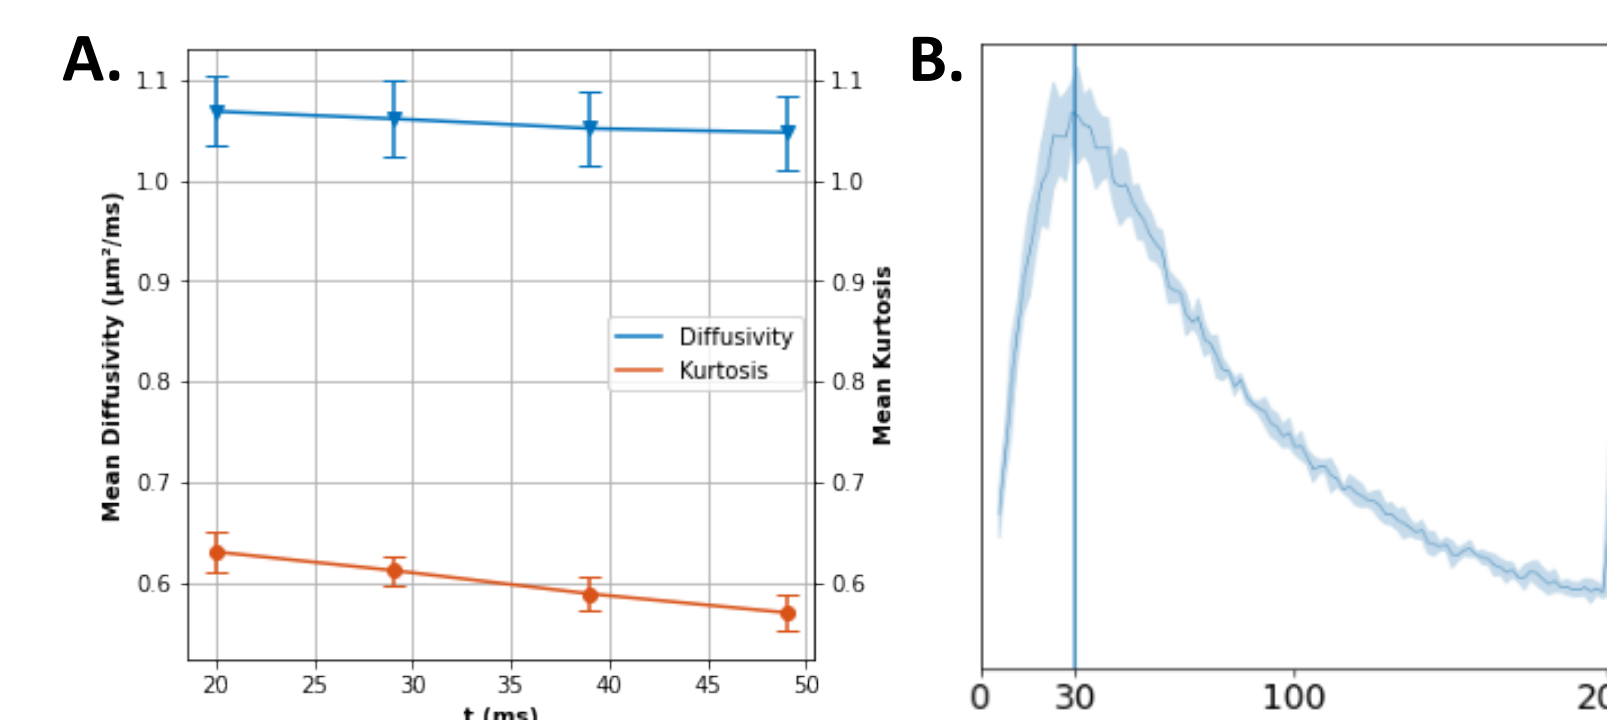 A.
1.1
1.0
0.9
0.8
0.7
0.6
Mean Diffusivity (μm²/ms)
Diffusivity
Kurtosis
1.1
1.0
0.9
0.8
0.7
0.6
Mean Kurtosis
20 25 30 35 40 45 50
t (ms)
B.
0 30 100